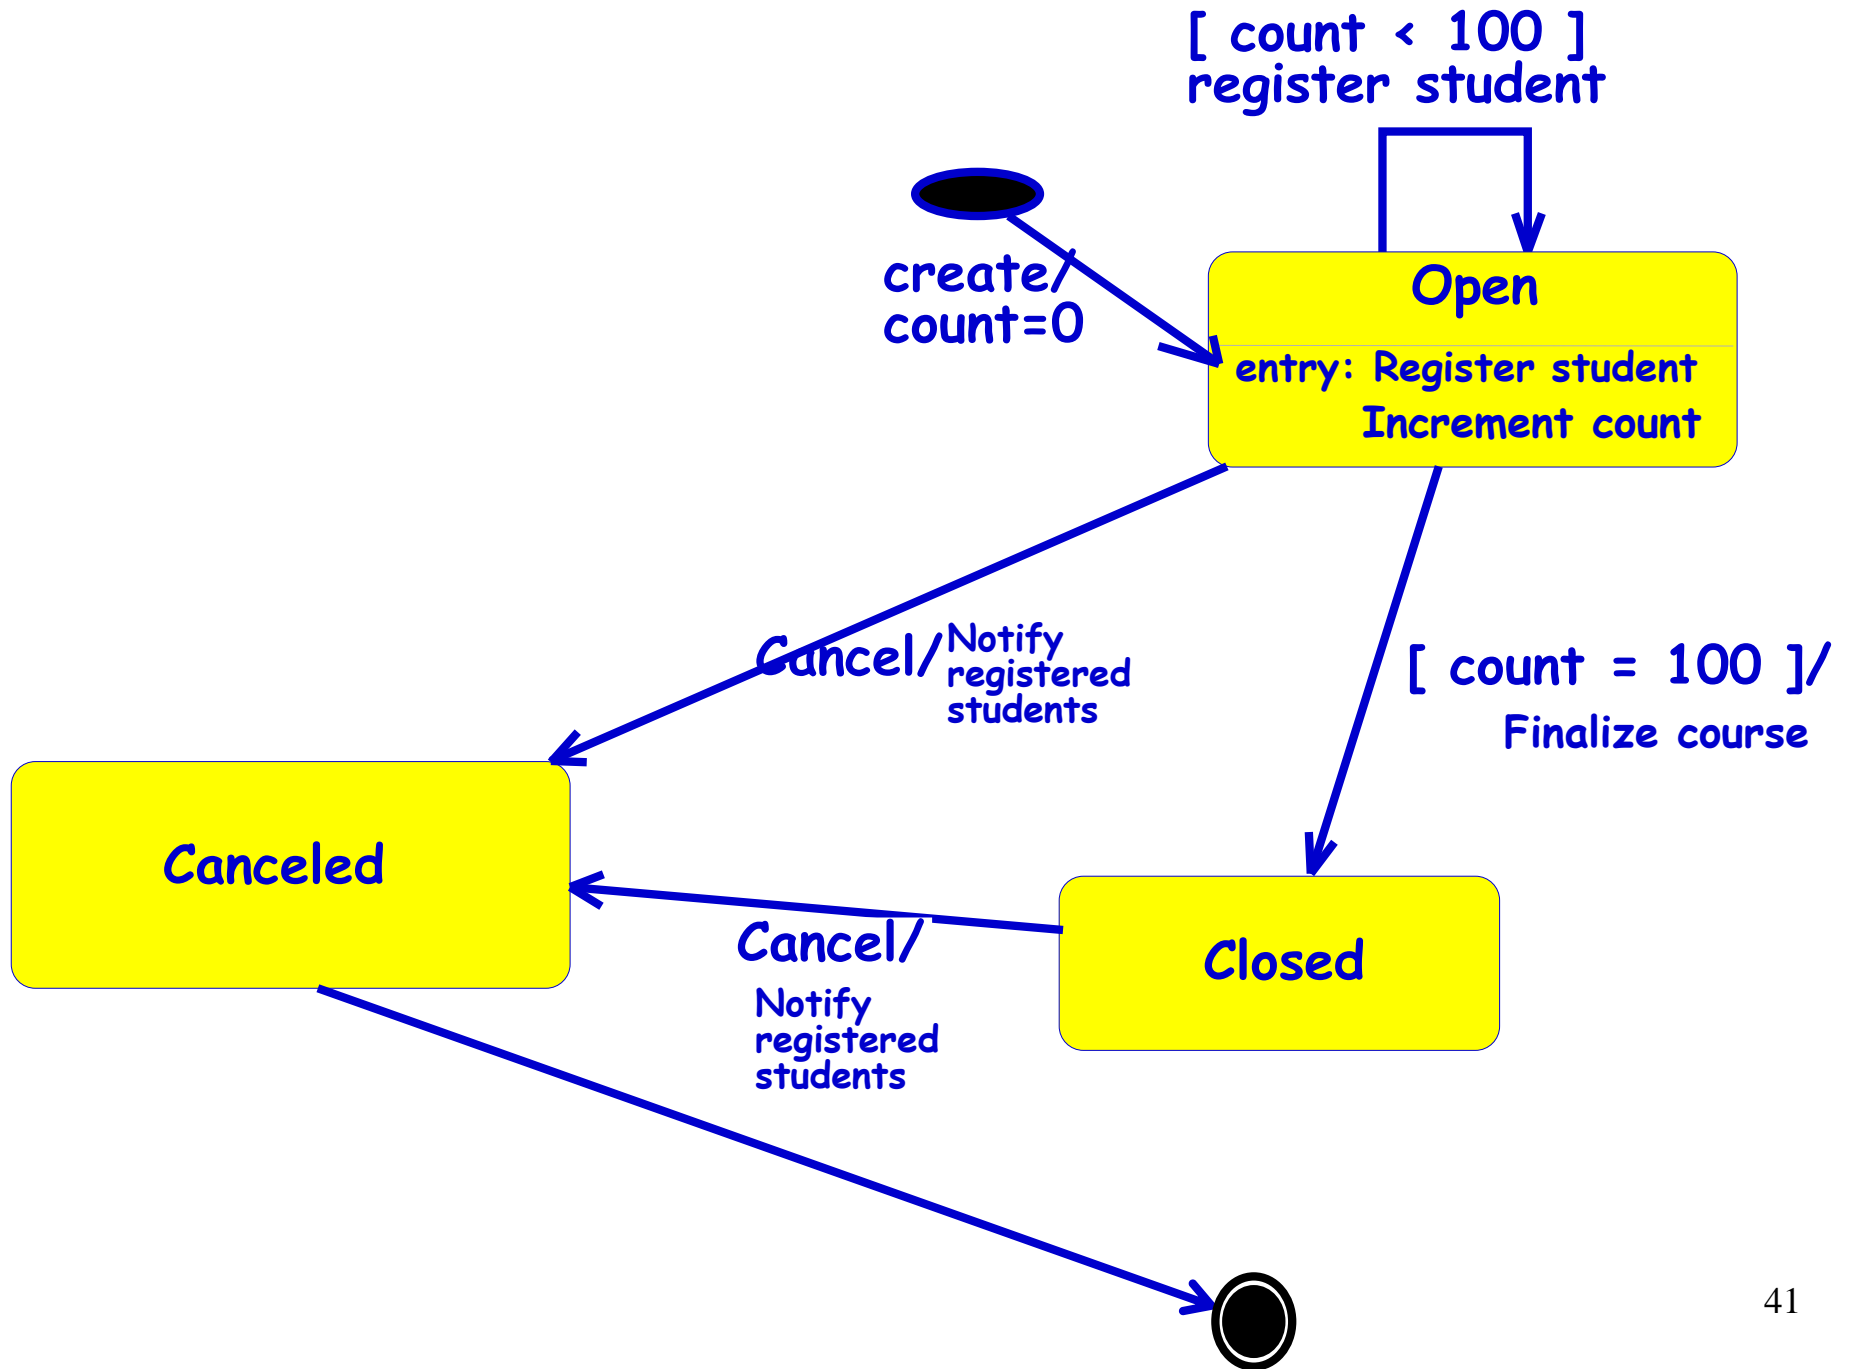 [ count < 100 ]
register student
create/
count=0
Open
entry: Register student
Increment count
Cancel/
Notify
registered
students
[ count = 100 ]/
Finalize course
Canceled
Closed
Cancel/
Notify
registered
students
41